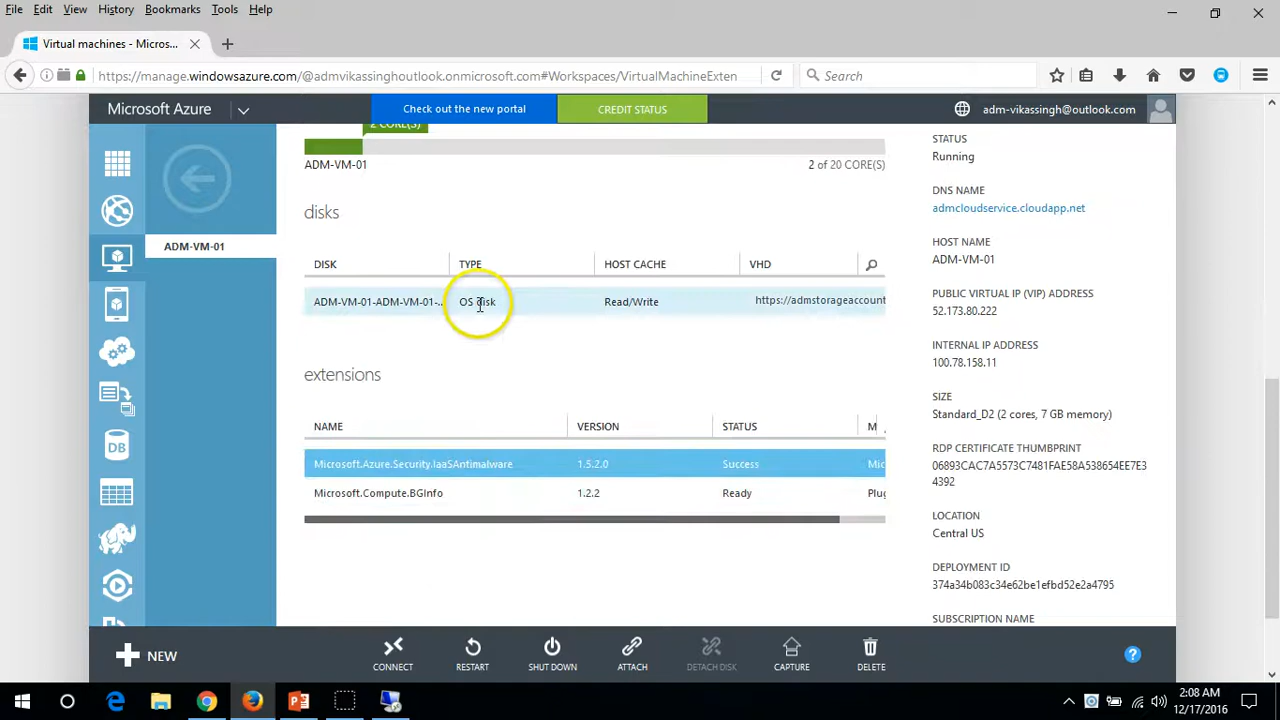 File Edit View History Bookmarks Tools Help
Virtual machines - Micros...
https://manage.windowsazure.com/@admvikassinghoutlook.onmicrosoft.com#Workspaces/VirtualMachineExten
Search
Microsoft Azure
Check out the new portal
CREDIT STATUS
adm-vikassingh@outlook.com
2 CORE(S)
ADM-VM-01
2 of 20 CORE(S)
ADM-VM-01
disks
DISK TYPE HOST CACHE VHD
ADM-VM-01-ADM-VM-01-... OS Disk Read/Write https://admstorageaccount
extensions
NAME VERSION STATUS M
Microsoft.Azure.Security.IaaSAntimalware 1.5.2.0 Success Mic
Microsoft.Compute.BGInfo 1.2.2 Ready Plug
STATUS
Running
DNS NAME
admcloudservice.cloudapp.net
HOST NAME
ADM-VM-01
PUBLIC VIRTUAL IP (VIP) ADDRESS
52.173.80.222
INTERNAL IP ADDRESS
100.78.158.11
SIZE
Standard_D2 (2 cores, 7 GB memory)
RDP CERTIFICATE THUMBPRINT
06893CAC7A5573C7481FAE58A538654EE7E3
4392
LOCATION
Central US
DEPLOYMENT ID
374a34b083c34e62be1efbd52e2a4795
SUBSCRIPTION NAME
DB
NEW
CONNECT RESTART SHUT DOWN ATTACH DETACH DISK CAPTURE DELETE
?
2:08 AM
12/17/2016